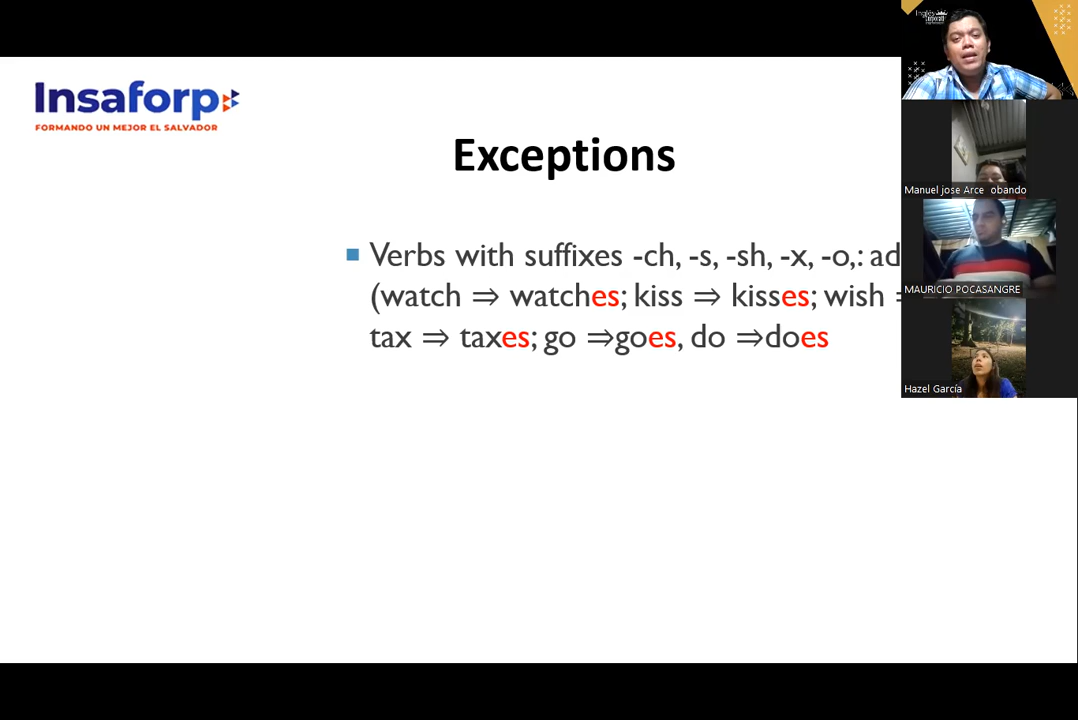 Inglés
Insaforp
FORMANDO UN MEJOR EL SALVADOR
Exceptions
Verbs with suffixes -ch, -s, -sh, -x, -o,: ad
(watch ⇒ watches; kiss ⇒ kisses; wish =
tax ⇒ taxes; go ⇒goes, do ⇒does
Manuel jose Arce obando
MAURICIO POCASANGRE
Hazel García